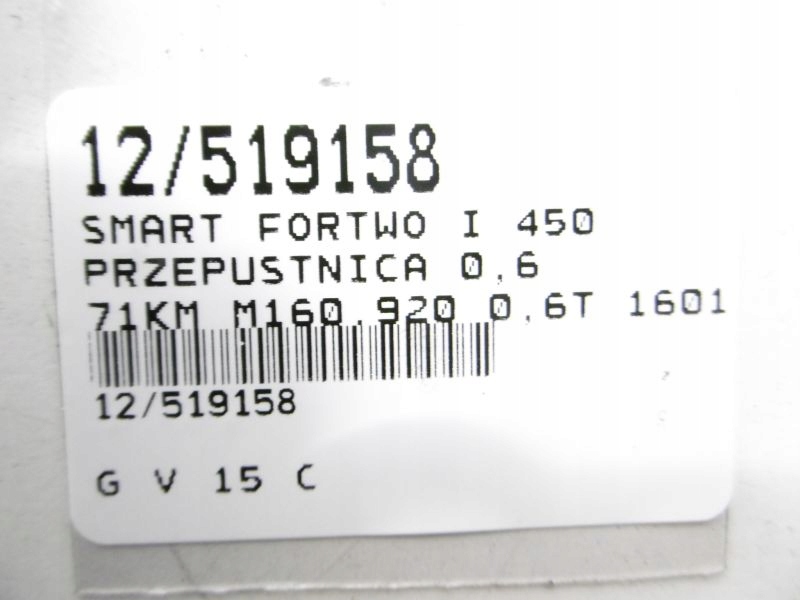 12/519158
SMART FORTWO I 450
PRZEPUSTNICA 0,6
71KM M160.920 0,6T 1601
12/519158
G V 15 C